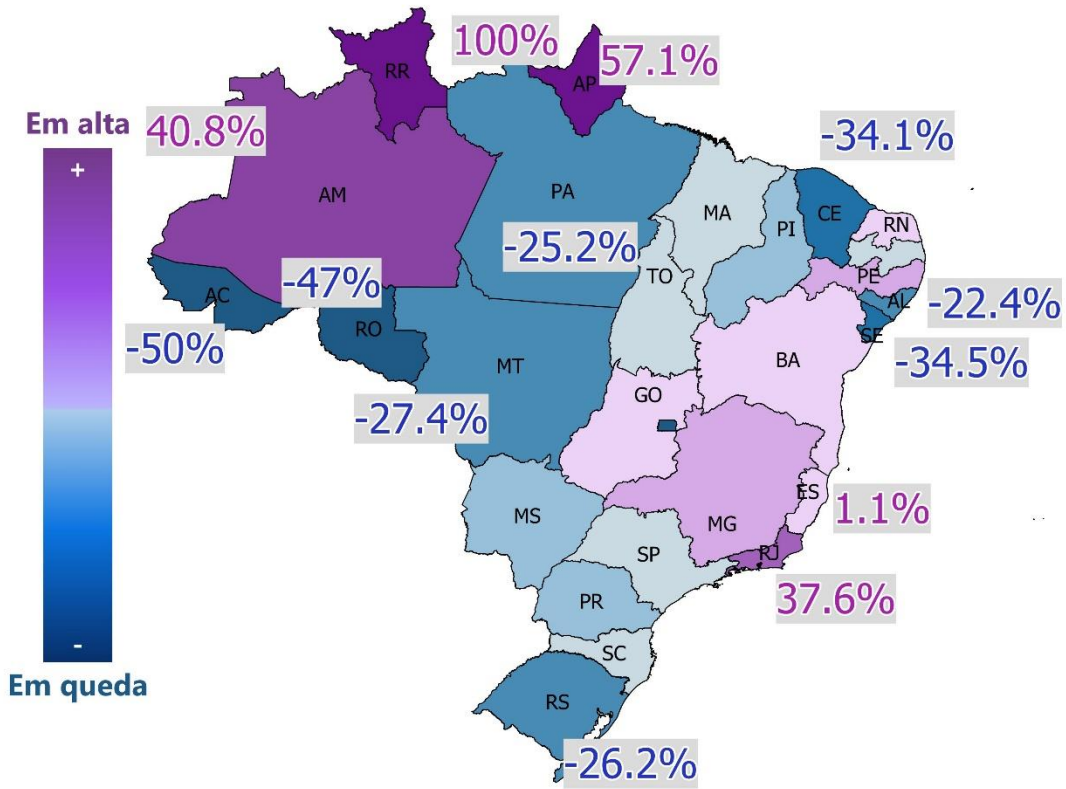 100%
57.1%
RR
AP
Em alta
40.8%
+
-34.1%
AM
PA
MA
CE
PI
RN
-25.2%
TO
PE
-47%
AC
AL
-22.4%
RO
SE
-50%
MT
BA
-34.5%
GO
-27.4%
ES
1.1%
MS
MG
SP
RJ
37.6%
PR
-
SC
Em queda
RS
-26.2%